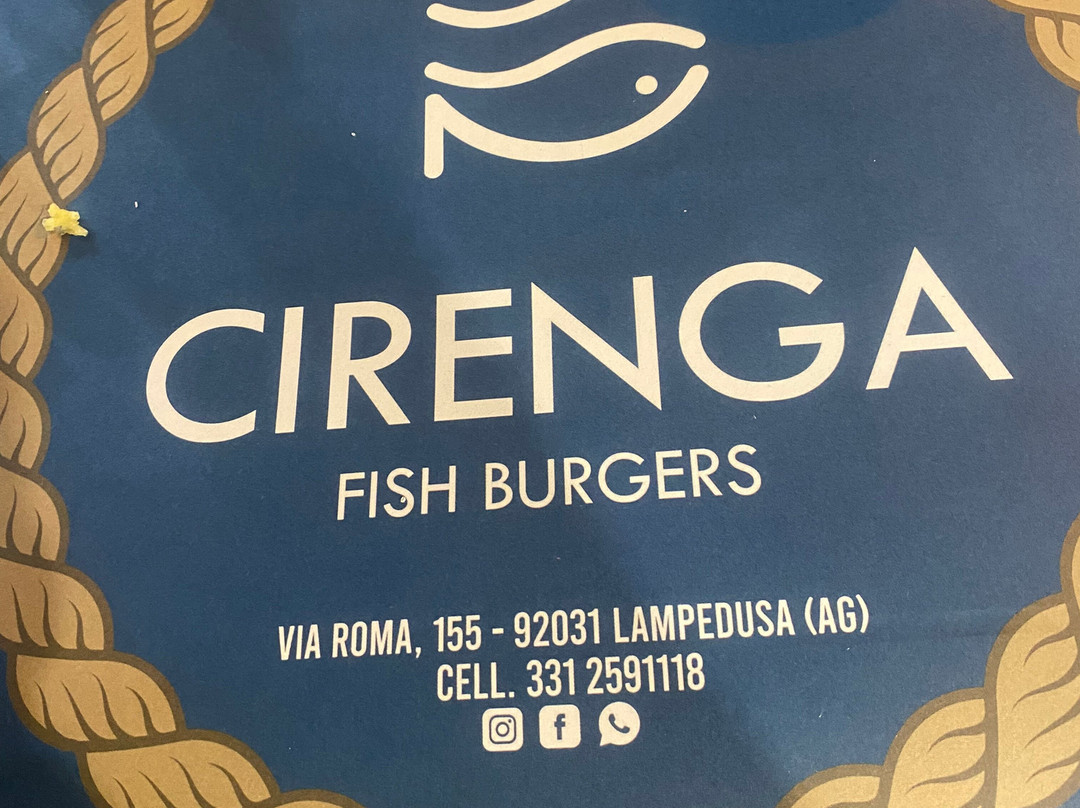 CIRENGA
FISH BURGERS
VIA ROMA, 155 - 92031 LAMPEDUSA (AG)
CELL. 331 2591118